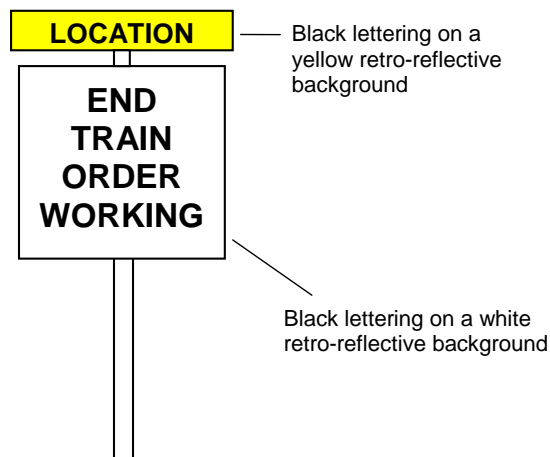 LOCATION
Black lettering on a
yellow retro-reflective
background
END
TRAIN
ORDER
WORKING
Black lettering on a white
retro-reflective background